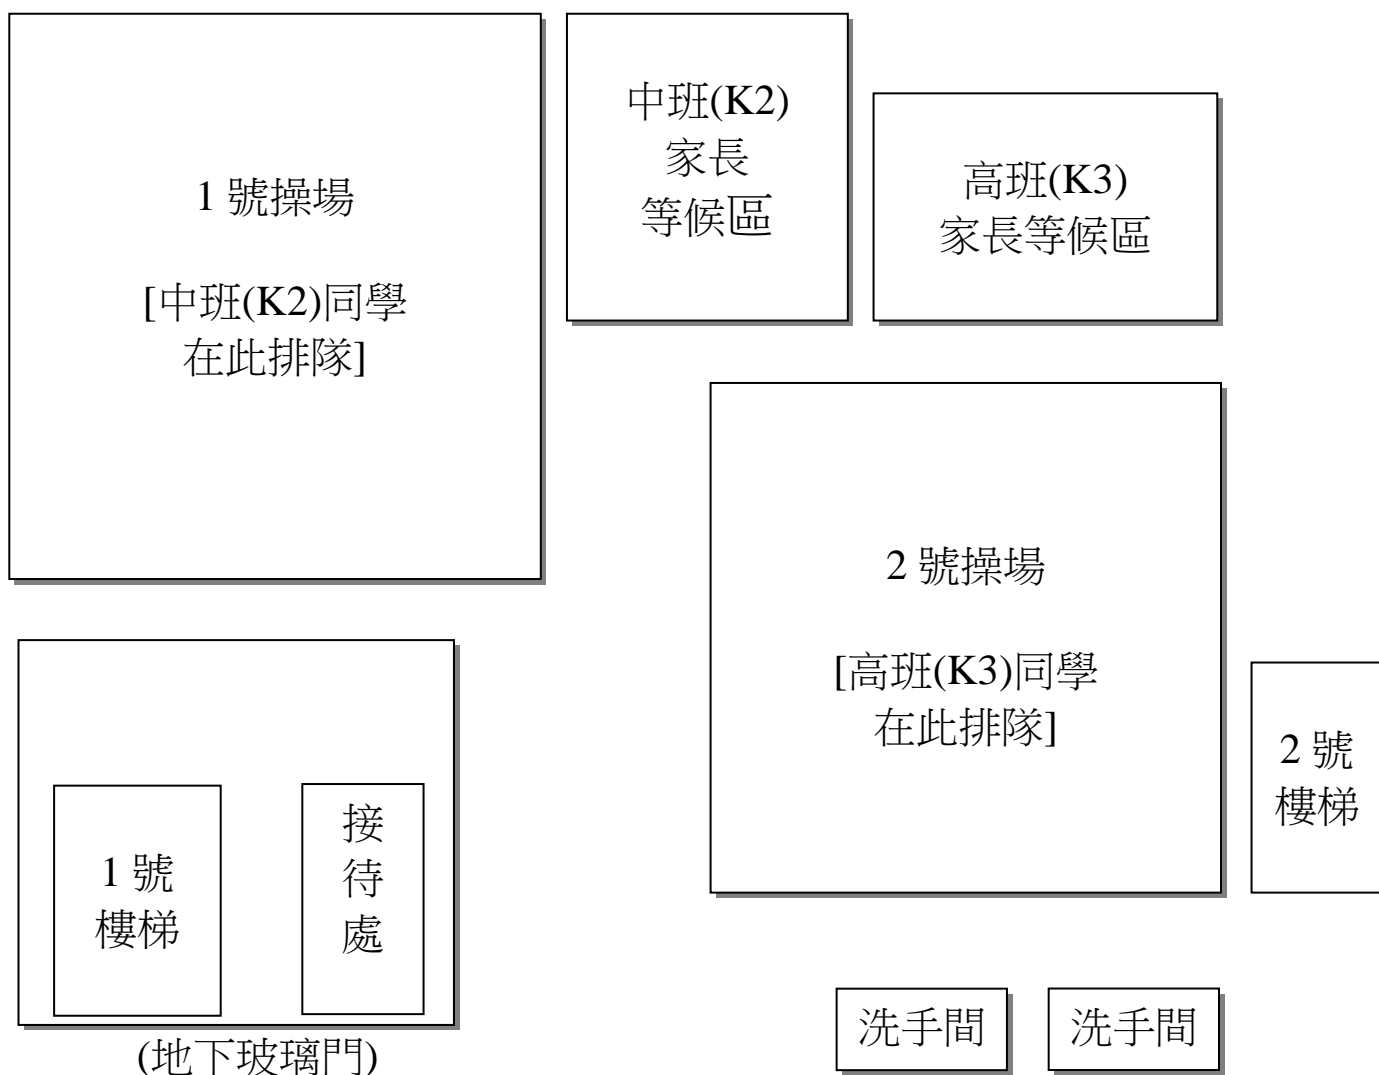 1 號操場
[中班(K2)同學
在此排隊]
中班(K2)
家長
等候區
高班(K3)
家長等候區
2 號操場
[高班(K3)同學
在此排隊]
2 號
樓梯
1 號
樓梯
接
待
處
(地下玻璃門)
洗手間
洗手間